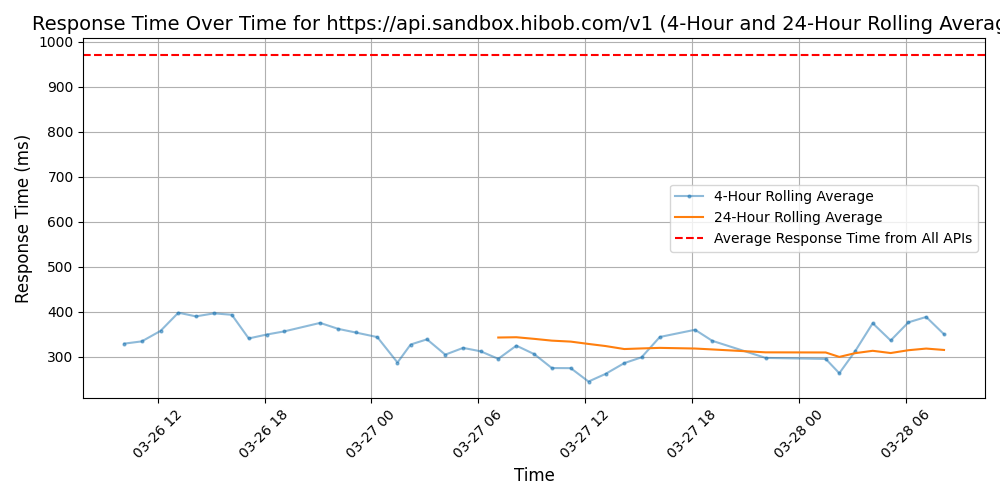 Response Time Over Time for https://api.sandbox.hibob.com/v1 (4-Hour and 24-Hour Rolling Averag
1000
900
800
700
600
500
400
300
Response Time (ms)
4-Hour Rolling Average
24-Hour Rolling Average
Average Response Time from All APIs
03-26 12
03-26 18
03-27 00
03-27 06
03-27 12
03-27 18
03-28 00
03-28 06
Time